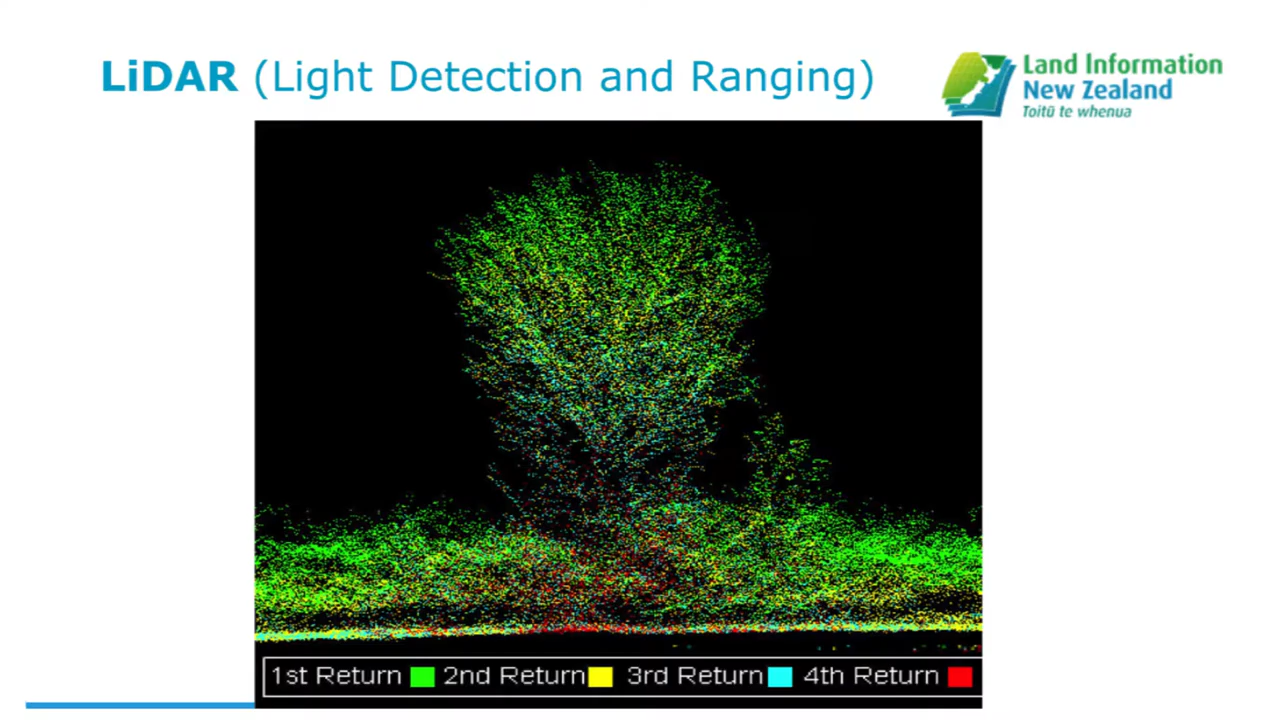 LiDAR (Light Detection and Ranging)
Land Information
New Zealand
Toitū te whenua
1st Return 2nd Return 3rd Return 4th Return